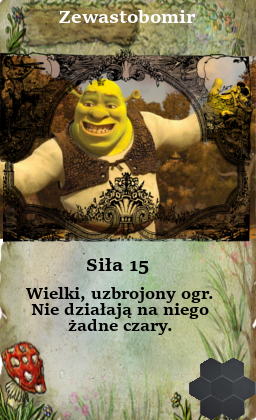 Zewastobomir
Siła 15
Wielki, uzbrojony ogr.
Nie działają na niego
żadne czary.